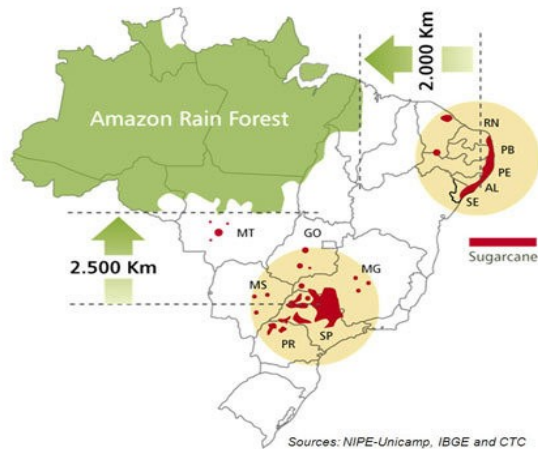 2.000 Km
Amazon Rain Forest
RN
PB
PE
AL
SE
MT
GO
Sugarcane
2.500 Km
MS
MG
PR
SP
Sources: NIPE-Unicamp, IBGE and CTC